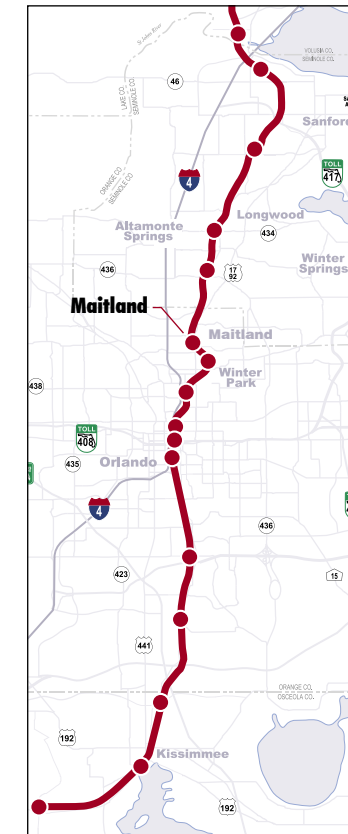 St Johns River
VOLUSIA CO.
SEMINOLE CO.
LAKE CO.
SEMINOLE CO.
46
Sanford
TOLL
417
4
ORANGE CO.
SEMINOLE CO.
Longwood
Altamonte
Springs
434
Winter
Springs
436
17
92
Maitland
Maitland
Winter
Park
438
TOLL
408
Orlando
435
4
436
423
15
441
ORANGE CO.
OSCEOLA CO.
192
Kissimmee
192